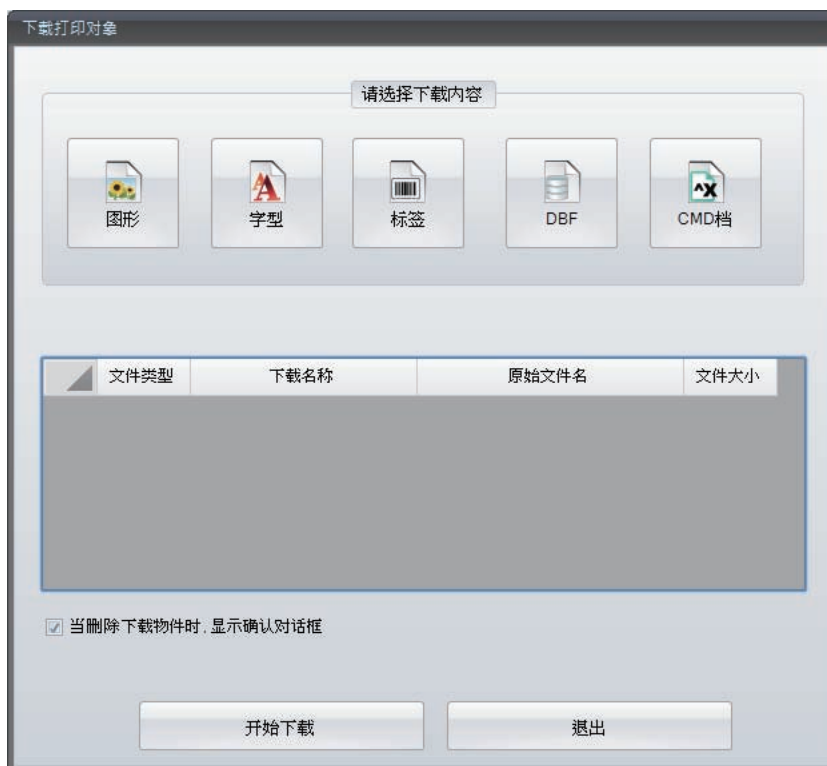 下载打印对象
请选择下载内容
图形 字型 标签 DBF CMD档
文件类型 下载名称 原始文件名 文件大小
当删除下载物件时,显示确认对话框
开始下载 退出